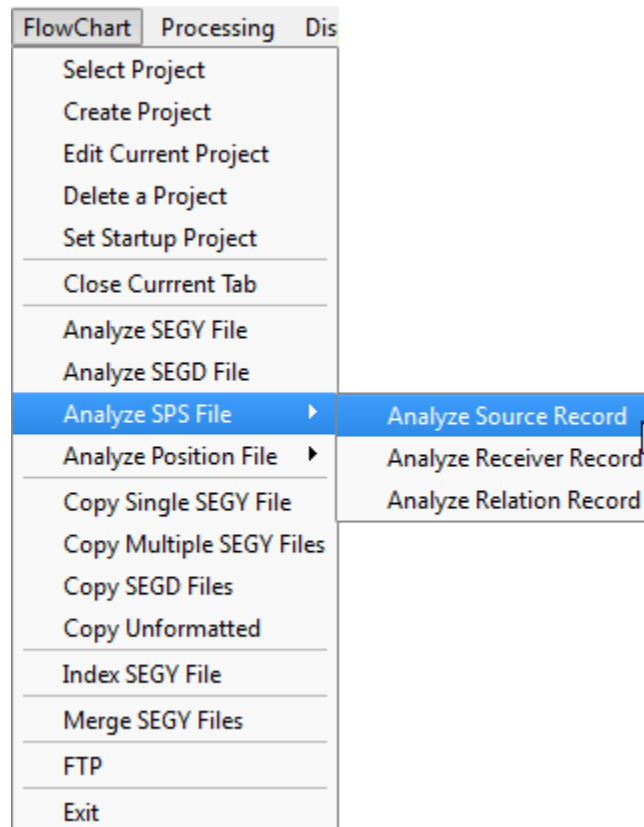 FlowChart Processing Dis
Select Project
Create Project
Edit Current Project
Delete a Project
Set Startup Project
Close Currrent Tab
Analyze SEGY File
Analyze SEGD File
Analyze SPS File
Analyze Source Record
Analyze Position File
Analyze Receiver Record
Analyze Relation Record
Copy Single SEGY File
Copy Multiple SEGY Files
Copy SEGD Files
Copy Unformatted
Index SEGY File
Merge SEGY Files
FTP
Exit